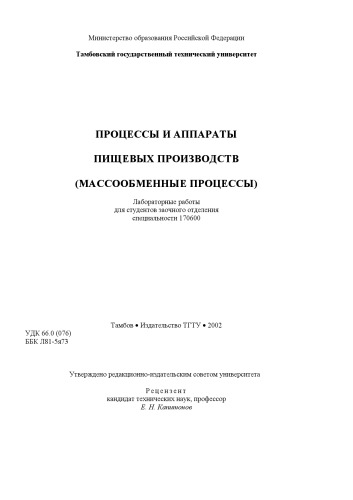 Министерство образования Российской Федерации
Тамбовский государственный технический университет
ПРОЦЕССЫ И АППАРАТЫ
ПИЩЕВЫХ ПРОИЗВОДСТВ
(МАССООБМЕННЫЕ ПРОЦЕССЫ)
Лабораторные работы
для студентов заочного отделения
специальности 170600
Тамбов • Издательство ТГТУ • 2002
УДК 66.0 (076)
ББК Л81-5я73
Утверждено редакционно-издательским советом университета
Рецензент
кандидат технических наук, профессор
Е. Н. Капитонов